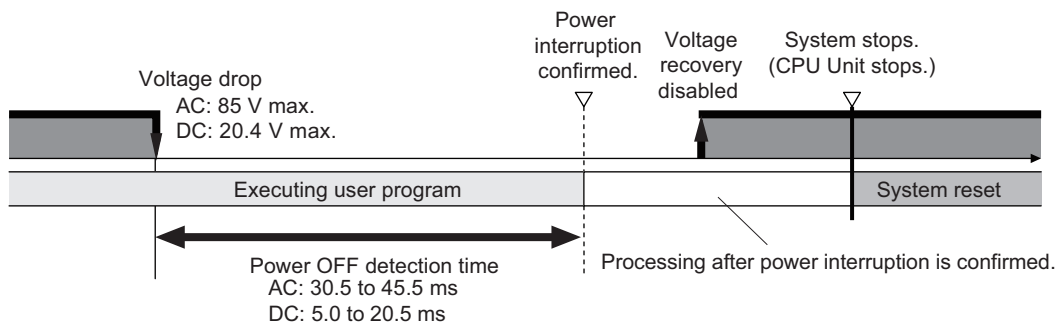 Power
interruption
confirmed.
Voltage
recovery
disabled
System stops.
(CPU Unit stops.)
Voltage drop
AC: 85 V max.
DC: 20.4 V max.
Executing user program
System reset
Power OFF detection time
AC: 30.5 to 45.5 ms
DC: 5.0 to 20.5 ms
Processing after power interruption is confirmed.